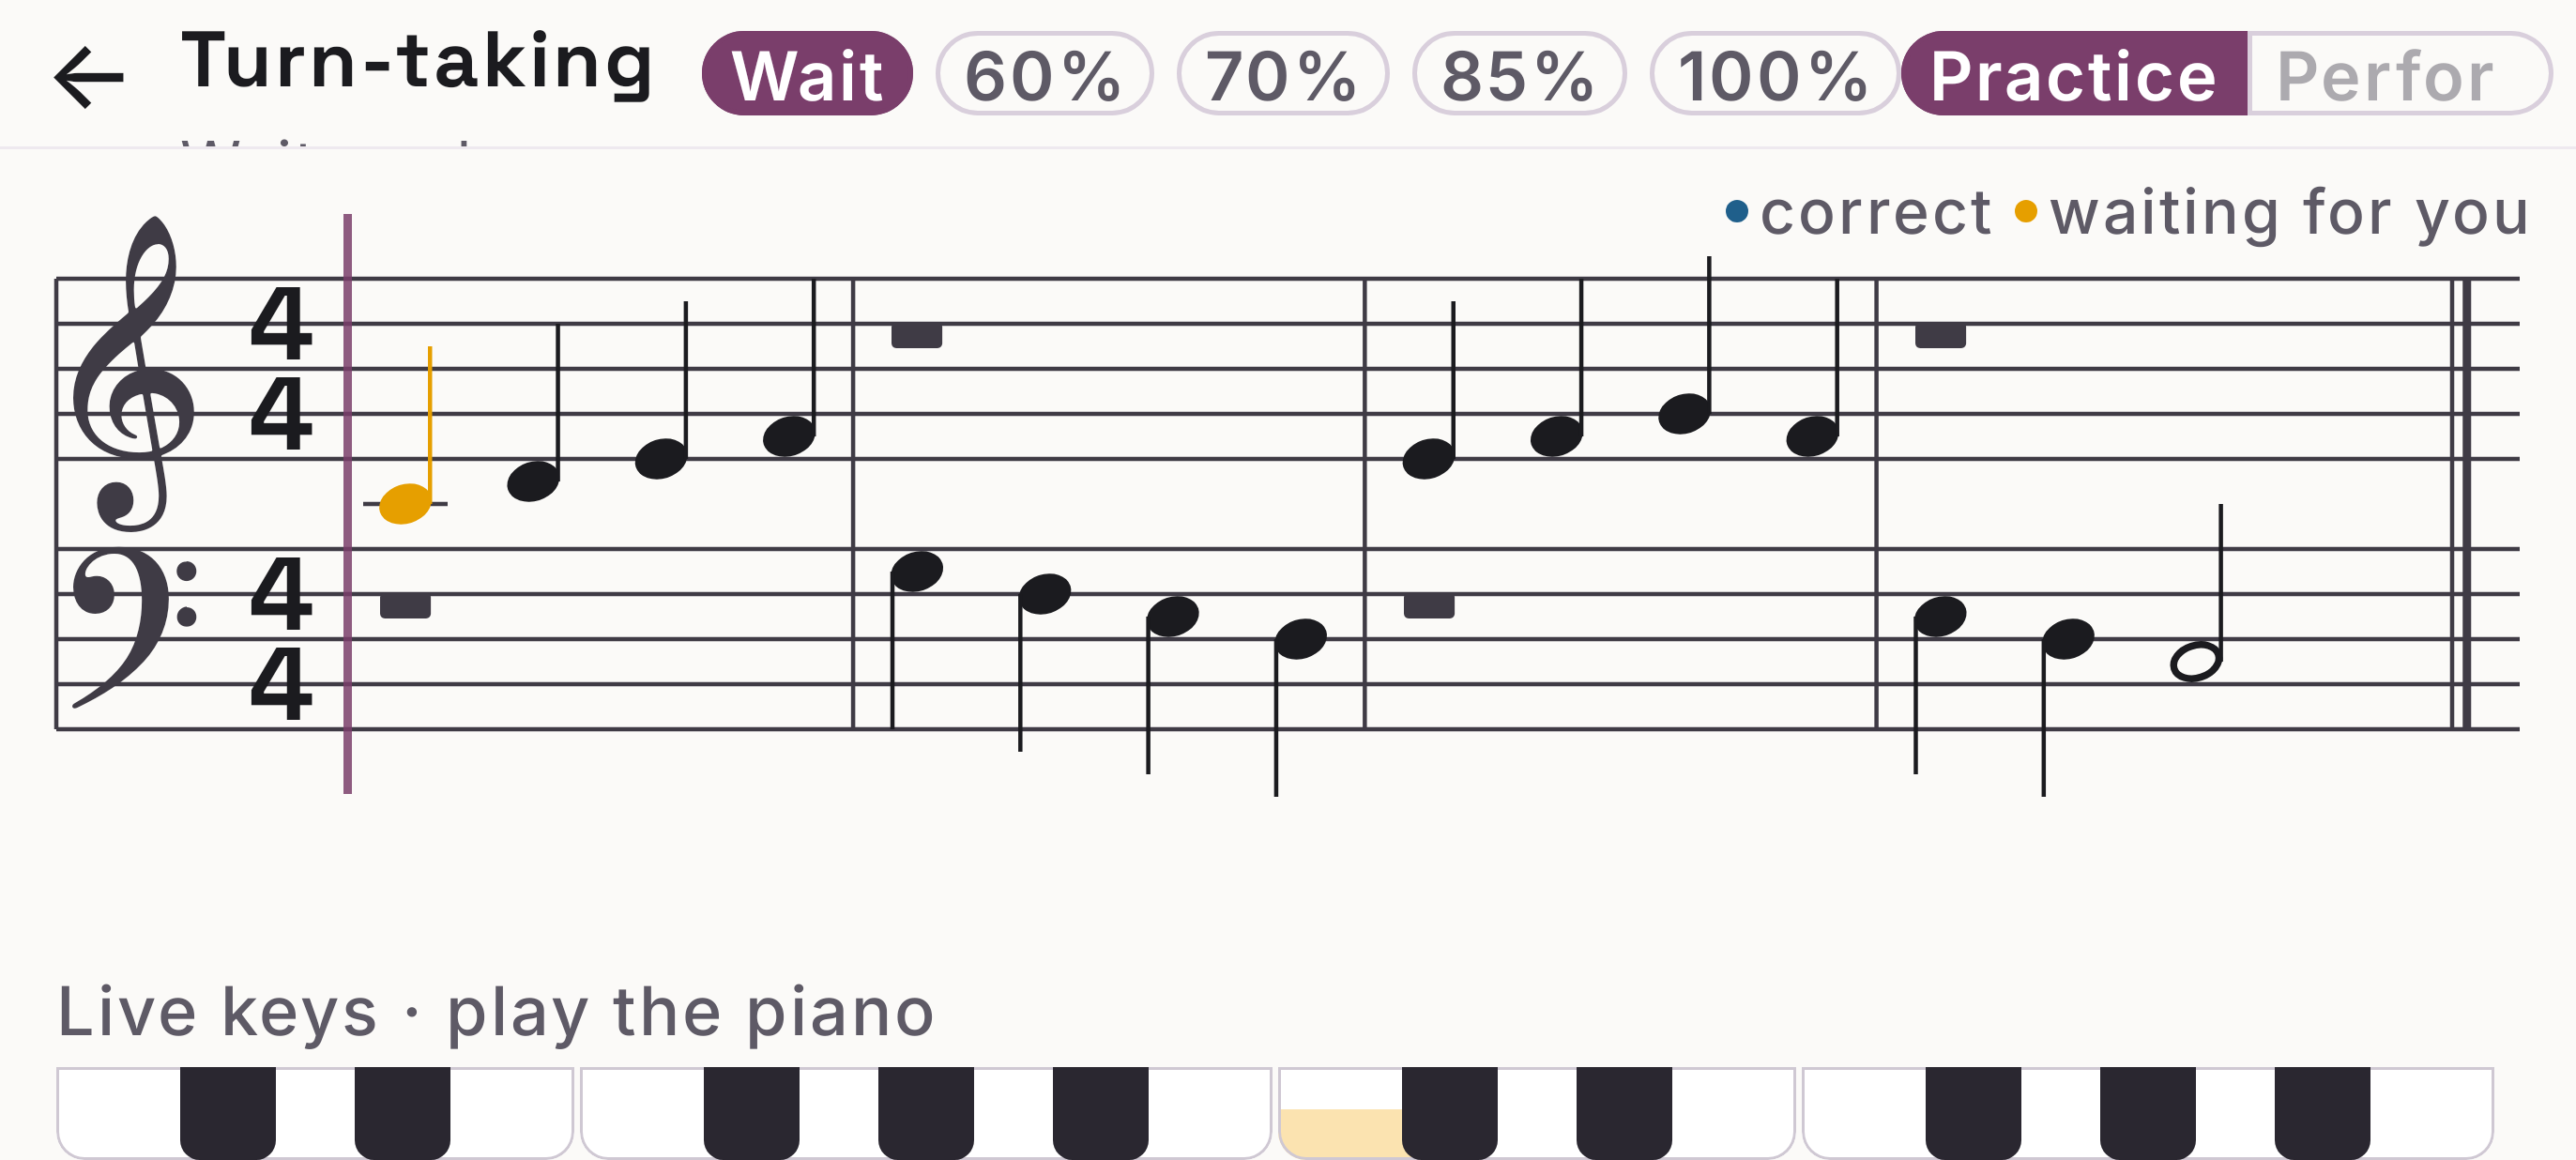 Turn-taking Wait 60% 70% 85% 100% Practice Perfor
correct waiting for you
4 4
4 4
Live keys · play the piano